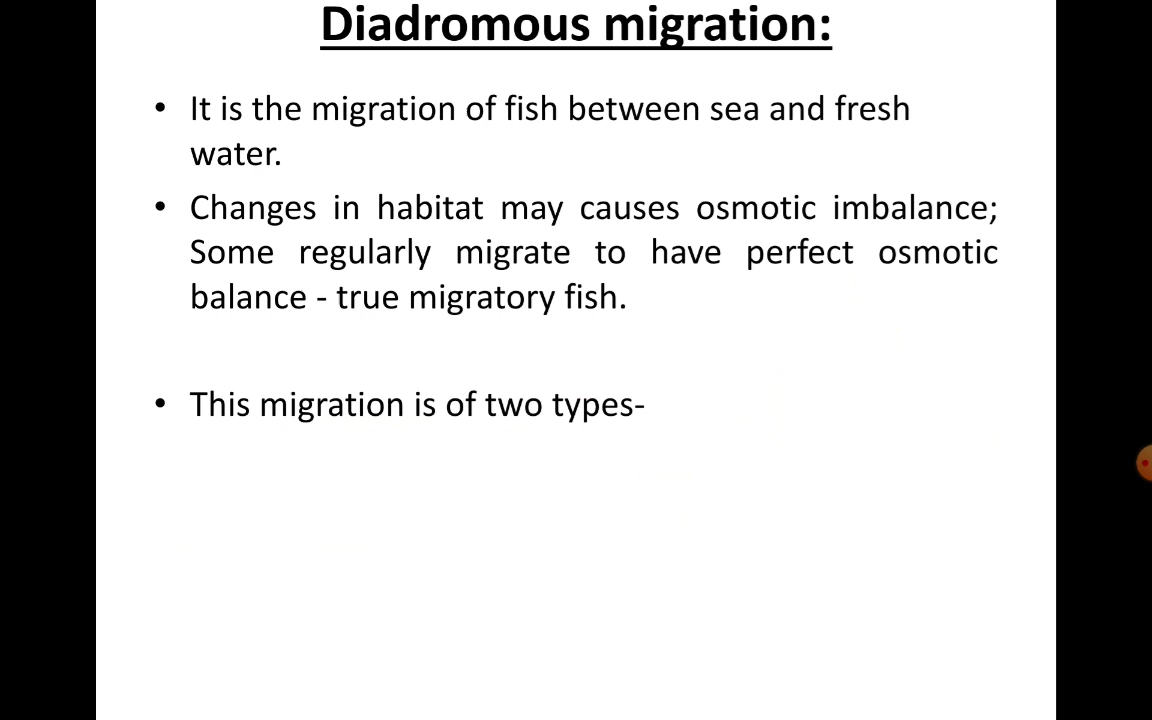 Diadromous migration:
• It is the migration of fish between sea and fresh
water.
• Changes in habitat may causes osmotic imbalance;
Some regularly migrate to have perfect osmotic
balance - true migratory fish.
• This migration is of two types-